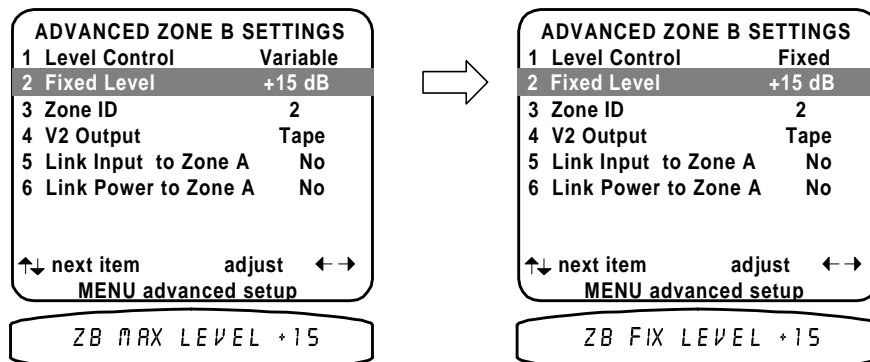 ADVANCED ZONE B SETTINGS
1 Level Control Variable
2 Fixed Level +15 dB
3 Zone ID 2
4 V2 Output Tape
5 Link Input to Zone A No
6 Link Power to Zone A No
↑↓ next item adjust ←→
MENU advanced setup
ZB MAX LEVEL +15
ADVANCED ZONE B SETTINGS
1 Level Control Fixed
2 Fixed Level +15 dB
3 Zone ID 2
4 V2 Output Tape
5 Link Input to Zone A No
6 Link Power to Zone A No
↑↓ next item adjust ←→
MENU advanced setup
ZB FIX LEVEL +15